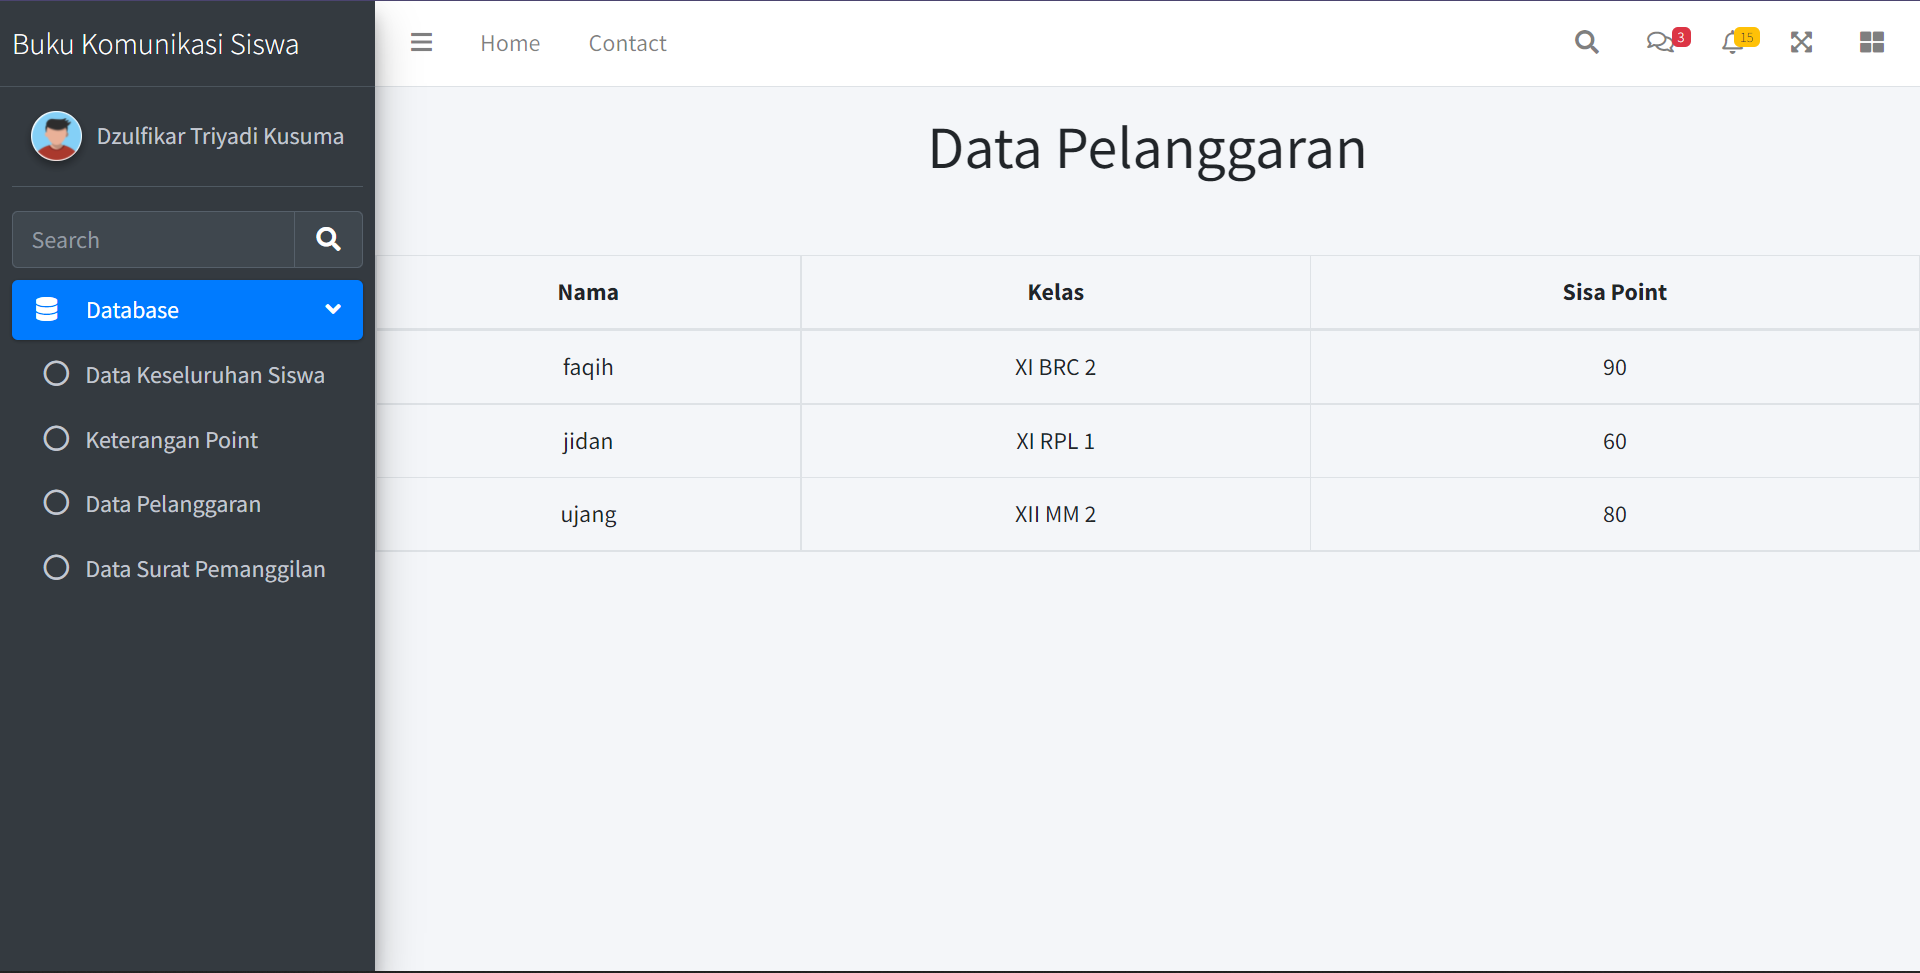 Buku Komunikasi Siswa
Home Contact 3 15
Dzulfikar Triyadi Kusuma
Search
Database
Data Keseluruhan Siswa
Keterangan Point
Data Pelanggaran
Data Surat Pemanggilan
Data Pelanggaran
Nama Kelas Sisa Point
faqih XI BRC 2 90
jidan XI RPL 1 60
ujang XII MM 2 80